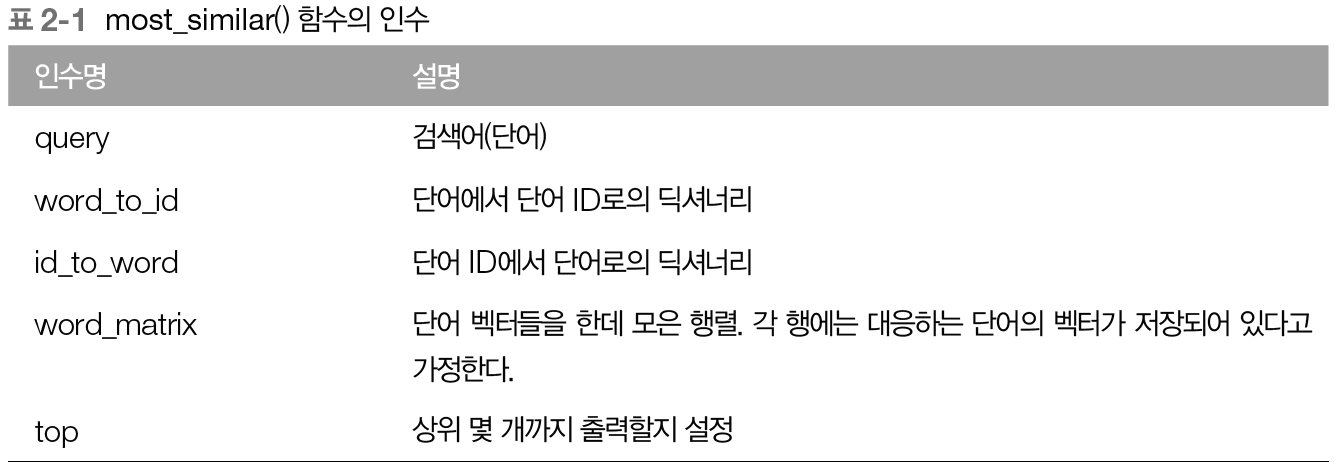 표 2-1 most_similar() 함수의 인수
인수명 설명
query 검색어(단어)
word_to_id 단어에서 단어 ID로의 딕셔너리
id_to_word 단어 ID에서 단어로의 딕셔너리
word_matrix 단어 벡터들을 한데 모은 행렬. 각 행에는 대응하는 단어의 벡터가 저장되어 있다고
가정한다.
top 상위 몇 개까지 출력할지 설정